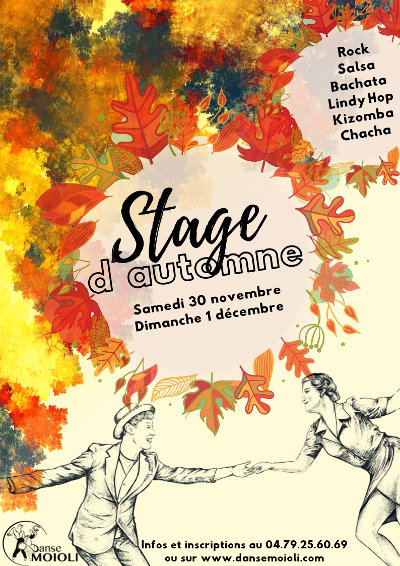 Rock
Salsa
Bachata
Lindy Hop
Kizomba
Chacha
Stage
d'automne
Samedi 30 novembre
Dimanche 1 décembre
Danse
MOIOLI
Infos et inscriptions au 04.79.25.60.69
ou sur www.dansemoioli.com